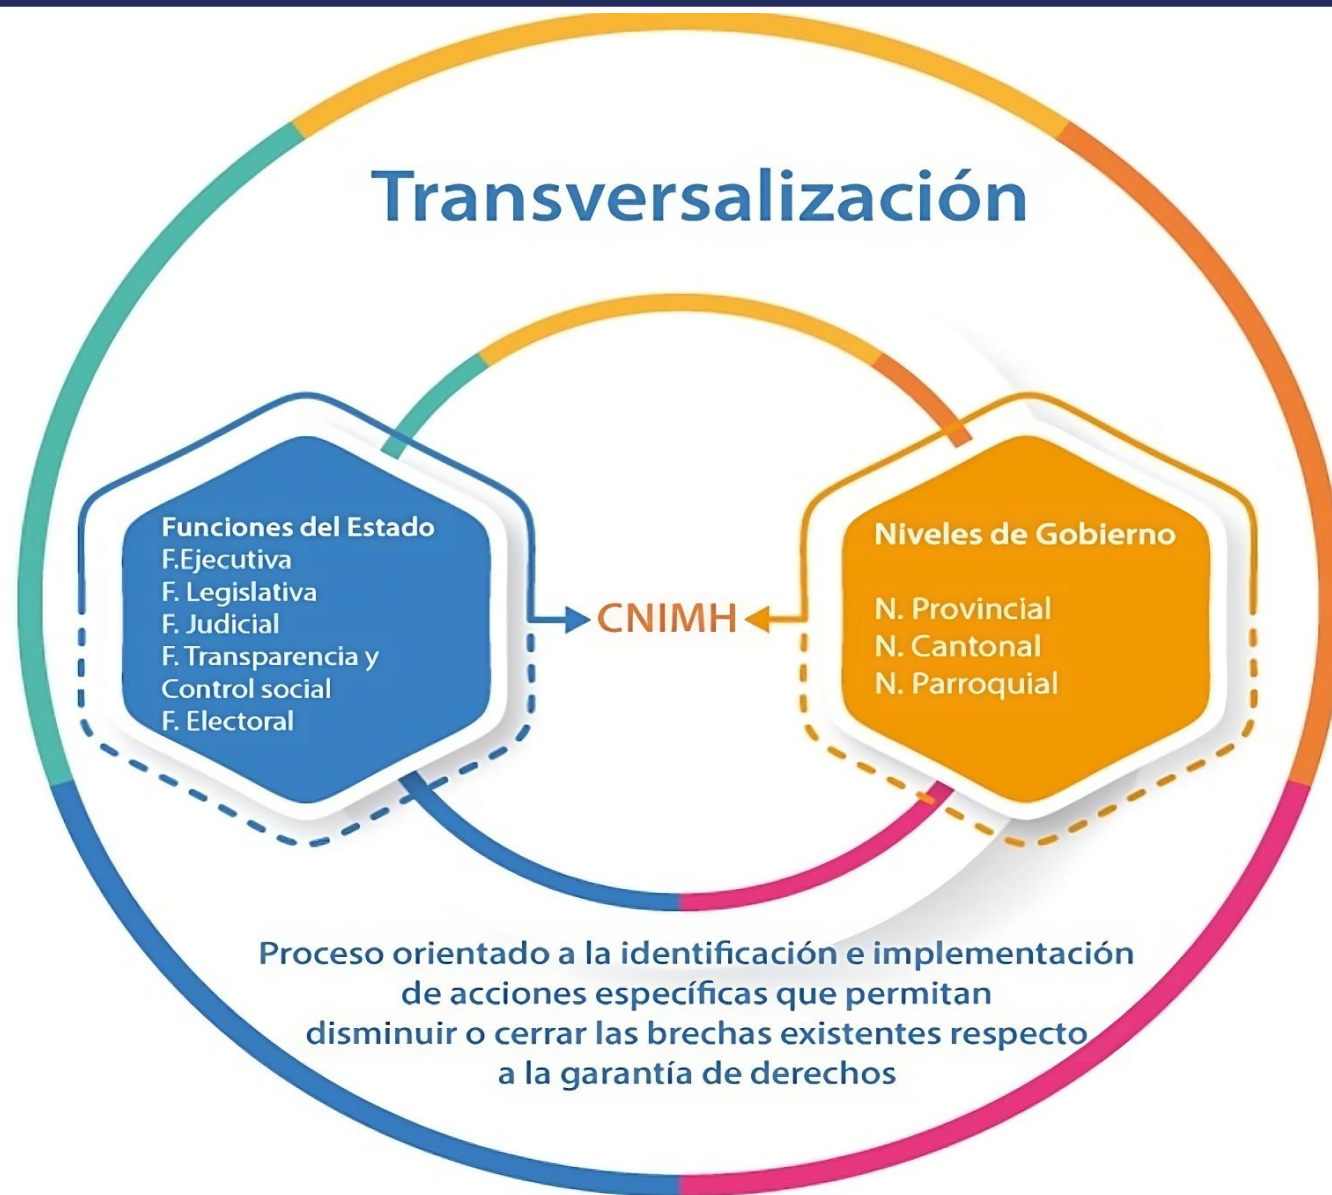 Transversalización
Funciones del Estado
F.Ejecutiva
F. Legislativa
F. Judicial
F. Transparencia y
Control social
F. Electoral
CNIMH
Niveles de Gobierno
N. Provincial
N. Cantonal
N. Parroquial
Proceso orientado a la identificación e implementación
de acciones específicas que permitan
disminuir o cerrar las brechas existentes respecto
a la garantía de derechos